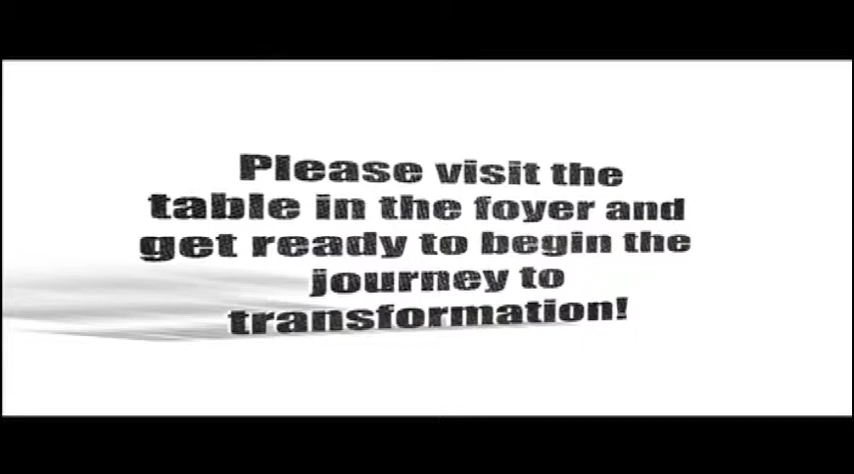 Please visit the
table in the foyer and
get ready to begin the
journey to
transformation!